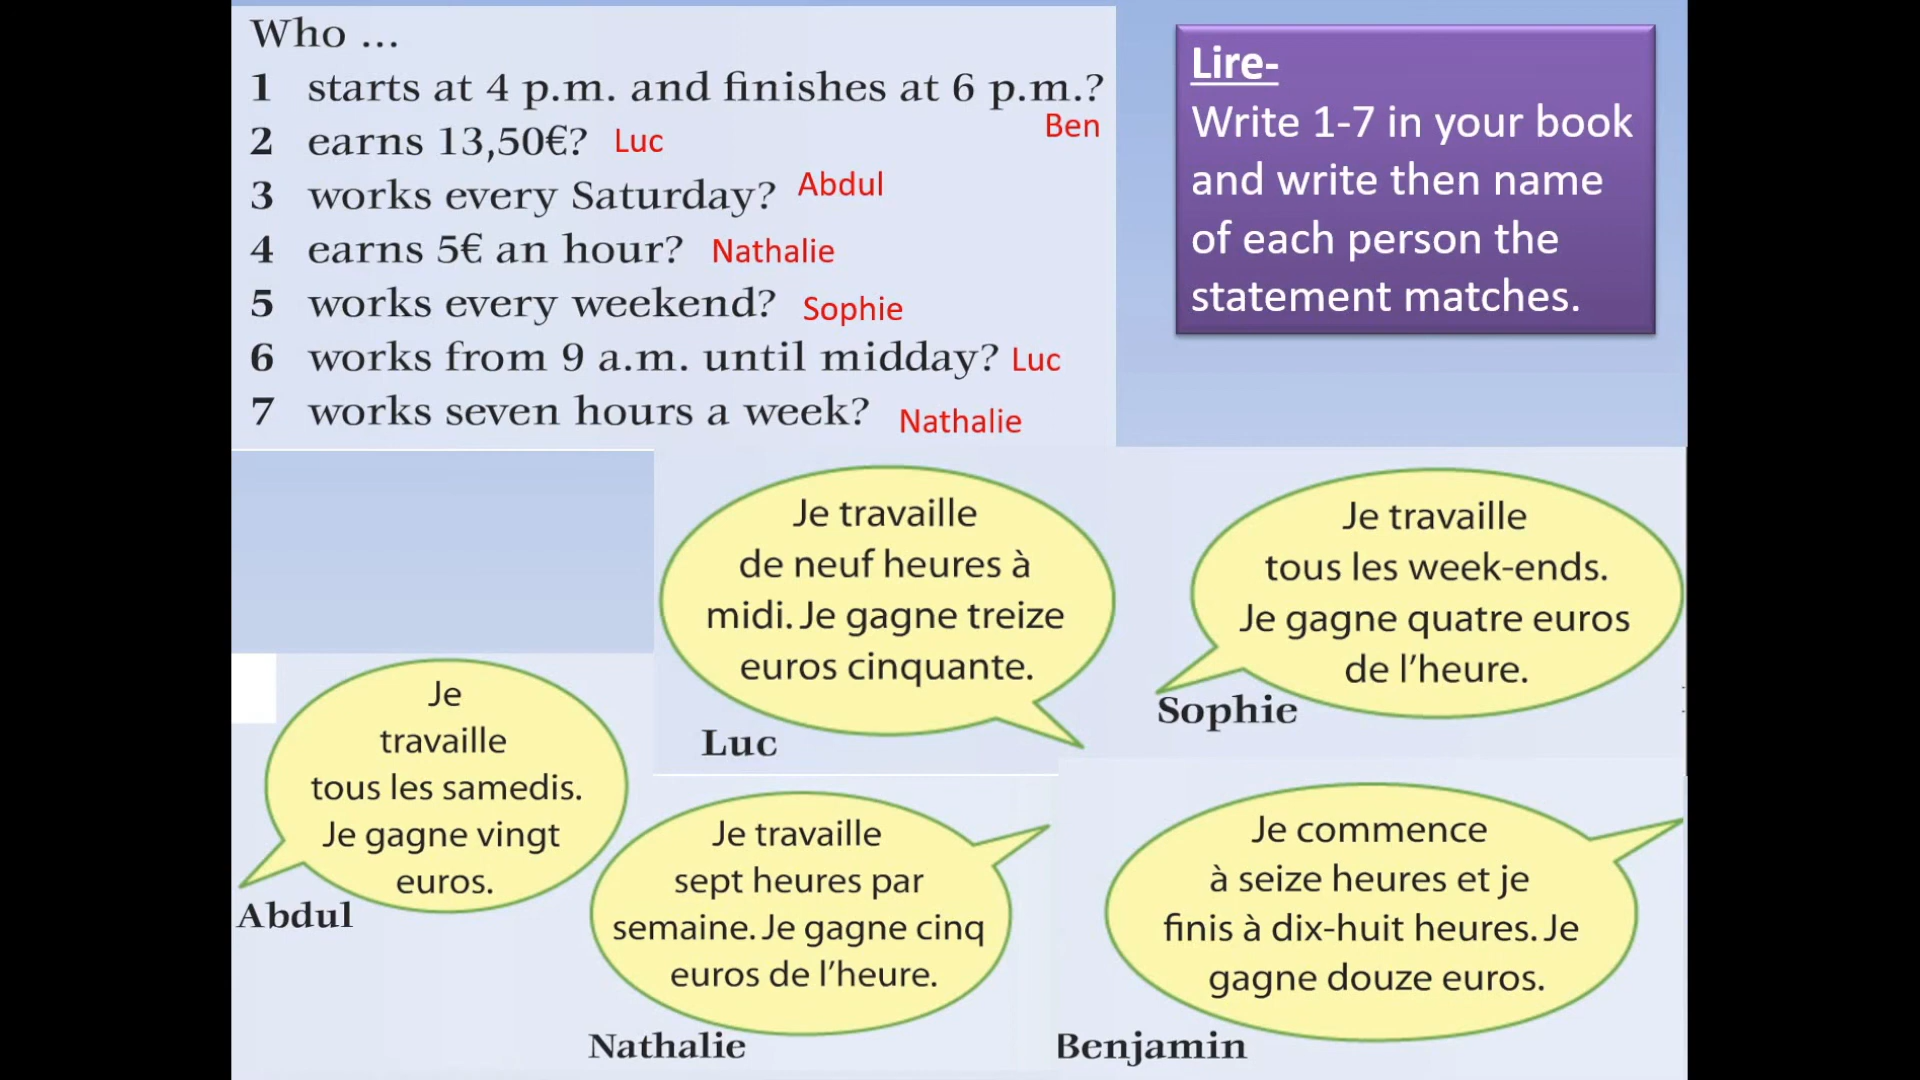 Who ...
1 starts at 4 p.m. and finishes at 6 p.m.?
Ben
2 earns 13,50€? Luc
3 works every Saturday? Abdul
4 earns 5€ an hour? Nathalie
5 works every weekend? Sophie
6 works from 9 a.m. until midday? Luc
7 works seven hours a week? Nathalie
Lire-
Write 1-7 in your book
and write then name
of each person the
statement matches.
Je travaille
de neuf heures à
midi. Je gagne treize
euros cinquante.
Luc
Je travaille
tous les week-ends.
Je gagne quatre euros
de l'heure.
Sophie
Je
travaille
tous les samedis.
Je gagne vingt
euros.
Abdul
Je travaille
sept heures par
semaine. Je gagne cinq
euros de l'heure.
Nathalie
Je commence
à seize heures et je
finis à dix-huit heures. Je
gagne douze euros.
Benjamin